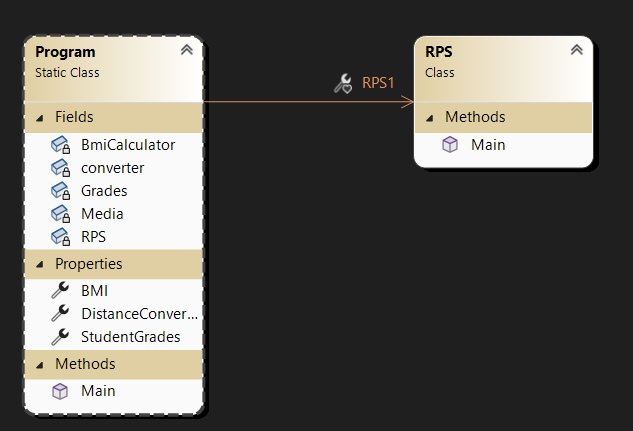 Program
Static Class
Fields
BmiCalculator
converter
Grades
Media
RPS
Properties
BMI
DistanceConver...
StudentGrades
Methods
Main
RPS1
RPS
Class
Methods
Main